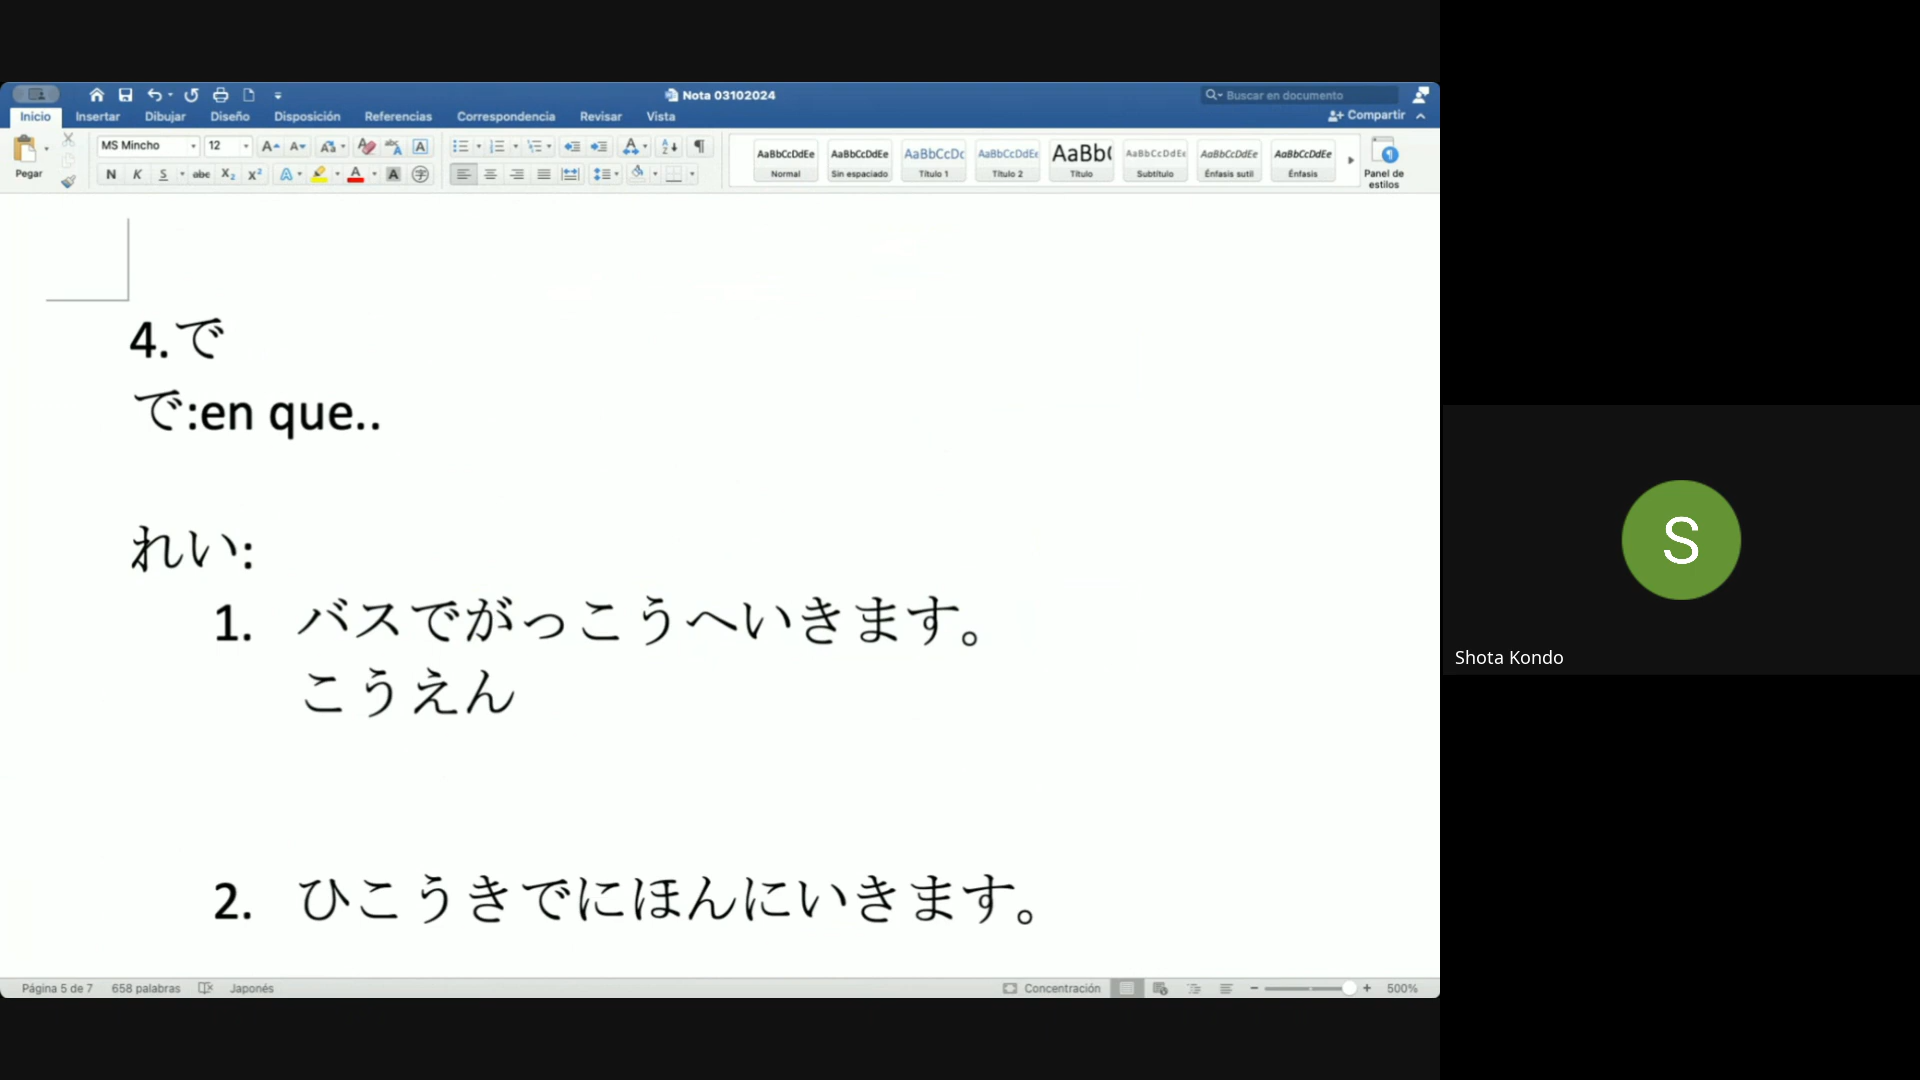 Nota 03102024
Buscar en documento
Inicio Insertar Dibujar Diseño Disposición Referencias Correspondencia Revisar Vista
Compartir
Pegar
MS Mincho 12
N K S abc X₂ X²
AaBbCcDdEe Normal
AaBbCcDdEe Sin espaciado
AaBbCcDc Título 1
AaBbCcDdEe Título 2
AaBb( Título
AaBbCcDdEe Subtítulo
AaBbCcDdEe Énfasis sutil
AaBbCcDdEe Énfasis
Panel de estilos
4.で
で:en que..
れい:
1. バスでがっこうへいきます。
こうえん
2. ひこうきでにほんにいきます。
Página 5 de 7 658 palabras Japonés Concentración 500%
S
Shota Kondo